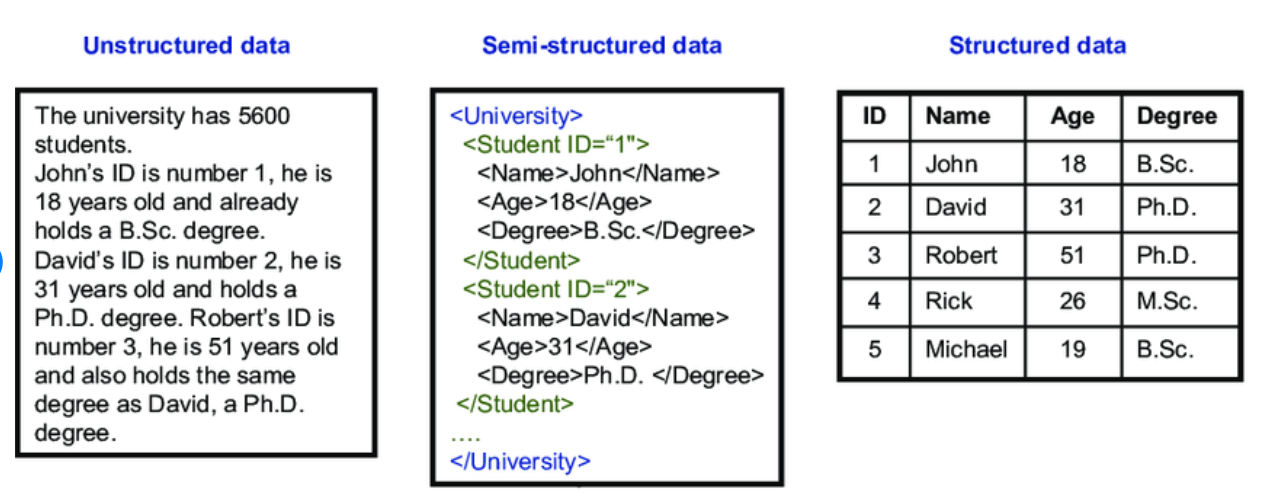 Unstructured data
The university has 5600
students.
John's ID is number 1, he is
18 years old and already
holds a B.Sc. degree.
David's ID is number 2, he is
31 years old and holds a
Ph.D. degree. Robert's ID is
number 3, he is 51 years old
and also holds the same
degree as David, a Ph.D.
degree.
Semi-structured data
<University>
<Student ID=“1">
<Name>John</Name>
<Age>18</Age>
<Degree>B.Sc.</Degree>
</Student>
<Student ID=“2">
<Name>David</Name>
<Age>31</Age>
<Degree>Ph.D. </Degree>
</Student>
....
</University>
Structured data
ID Name Age Degree
1 John 18 B.Sc.
2 David 31 Ph.D.
3 Robert 51 Ph.D.
4 Rick 26 M.Sc.
5 Michael 19 B.Sc.